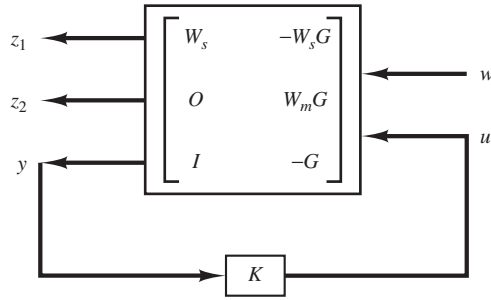 z₁ Wₛ −WₛG
w
z₂ O WₘG
u
y I −G
K